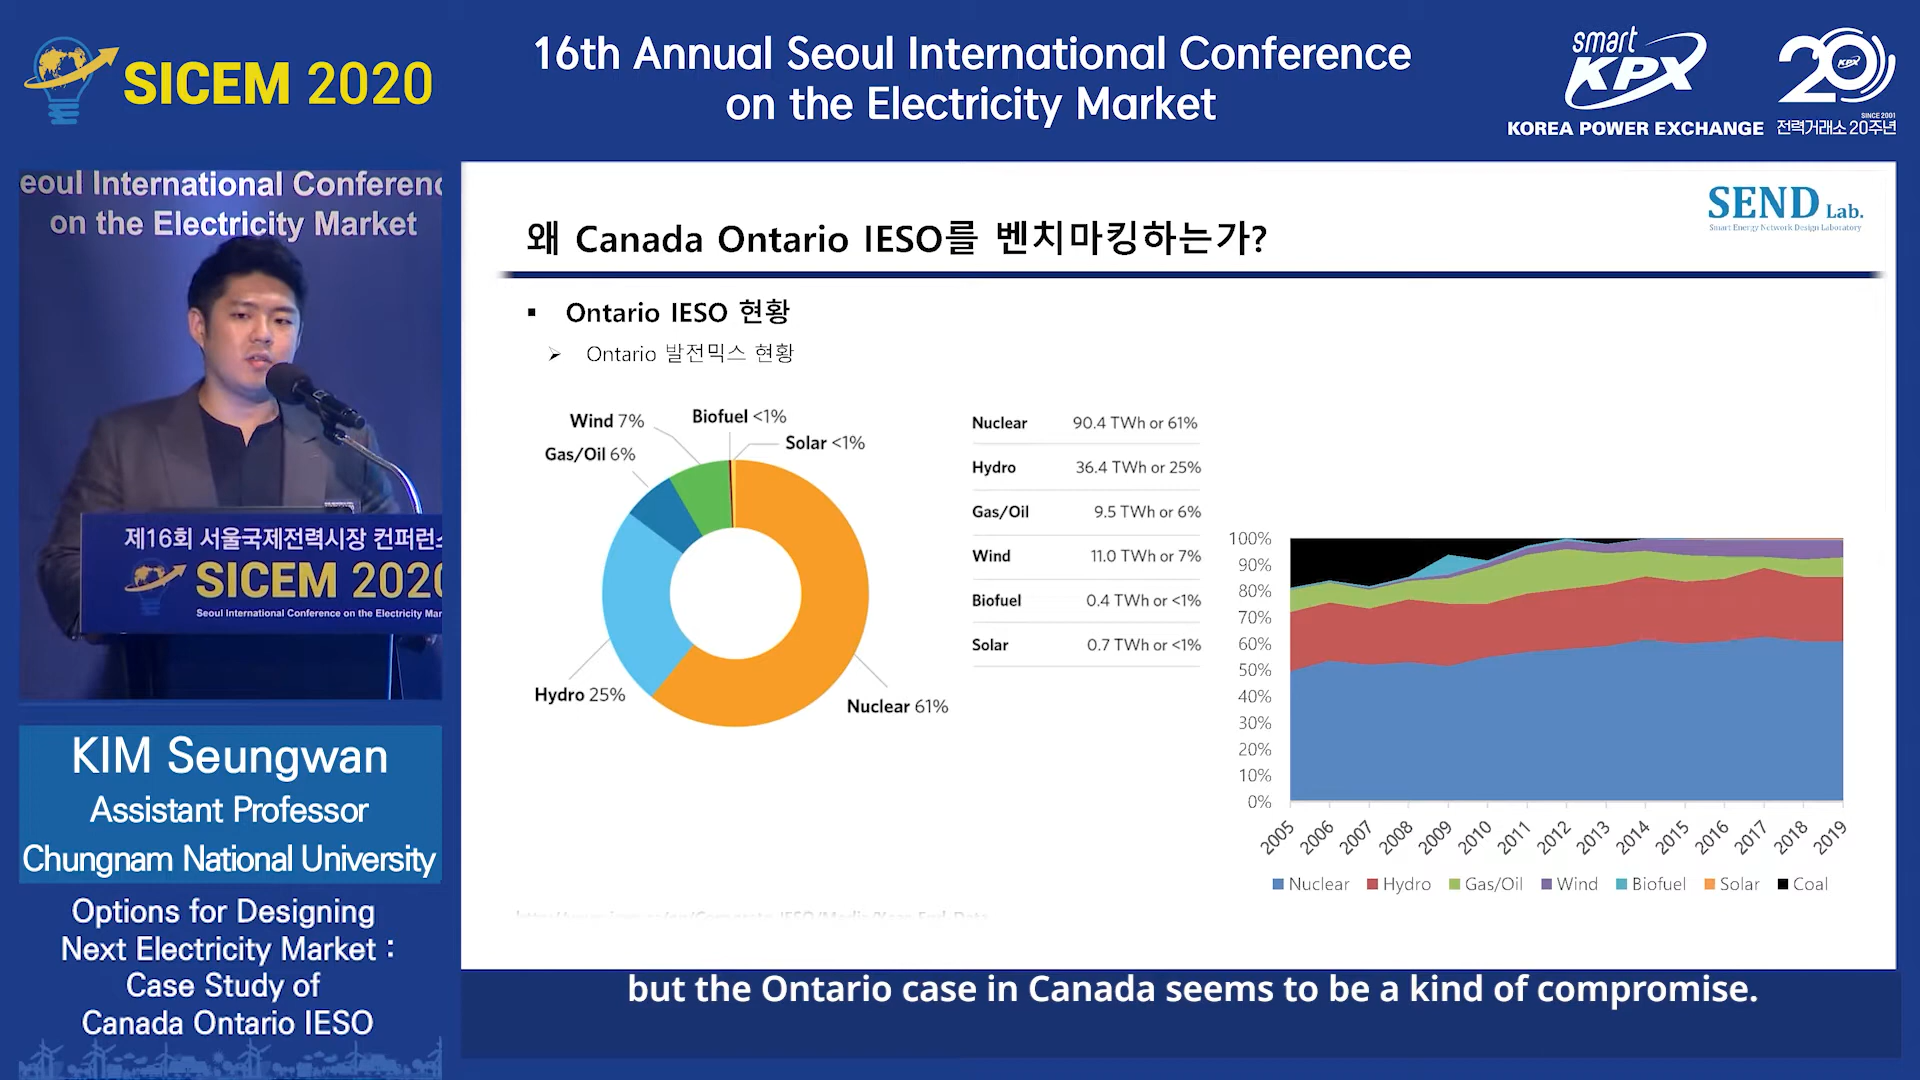 SICEM 2020
16th Annual Seoul International Conference
on the Electricity Market
smart
KPX
KOREA POWER EXCHANGE
20
KPX
SINCE 2001
전력거래소 20주년
eoul International Conferenc
on the Electricity Market
제16회 서울국제전력시장 컨퍼런스
SICEM 2020
Seoul International Conference on the Electricity Mar
KIM Seungwan
Assistant Professor
Chungnam National University
Options for Designing
Next Electricity Market :
Case Study of
Canada Ontario IESO
SEND Lab.
Smart Energy Network Design Laboratory
왜 Canada Ontario IESO를 벤치마킹하는가?
▪ Ontario IESO 현황
➢ Ontario 발전믹스 현황
Wind 7%
Biofuel <1%
Solar <1%
Gas/Oil 6%
Hydro 25%
Nuclear 61%
Nuclear 90.4 TWh or 61%
Hydro 36.4 TWh or 25%
Gas/Oil 9.5 TWh or 6%
Wind 11.0 TWh or 7%
Biofuel 0.4 TWh or <1%
Solar 0.7 TWh or <1%
100%
90%
80%
70%
60%
50%
40%
30%
20%
10%
0%
2005 2006 2007 2008 2009 2010 2011 2012 2013 2014 2015 2016 2017 2018 2019
Nuclear Hydro Gas/Oil Wind Biofuel Solar Coal
but the Ontario case in Canada seems to be a kind of compromise.